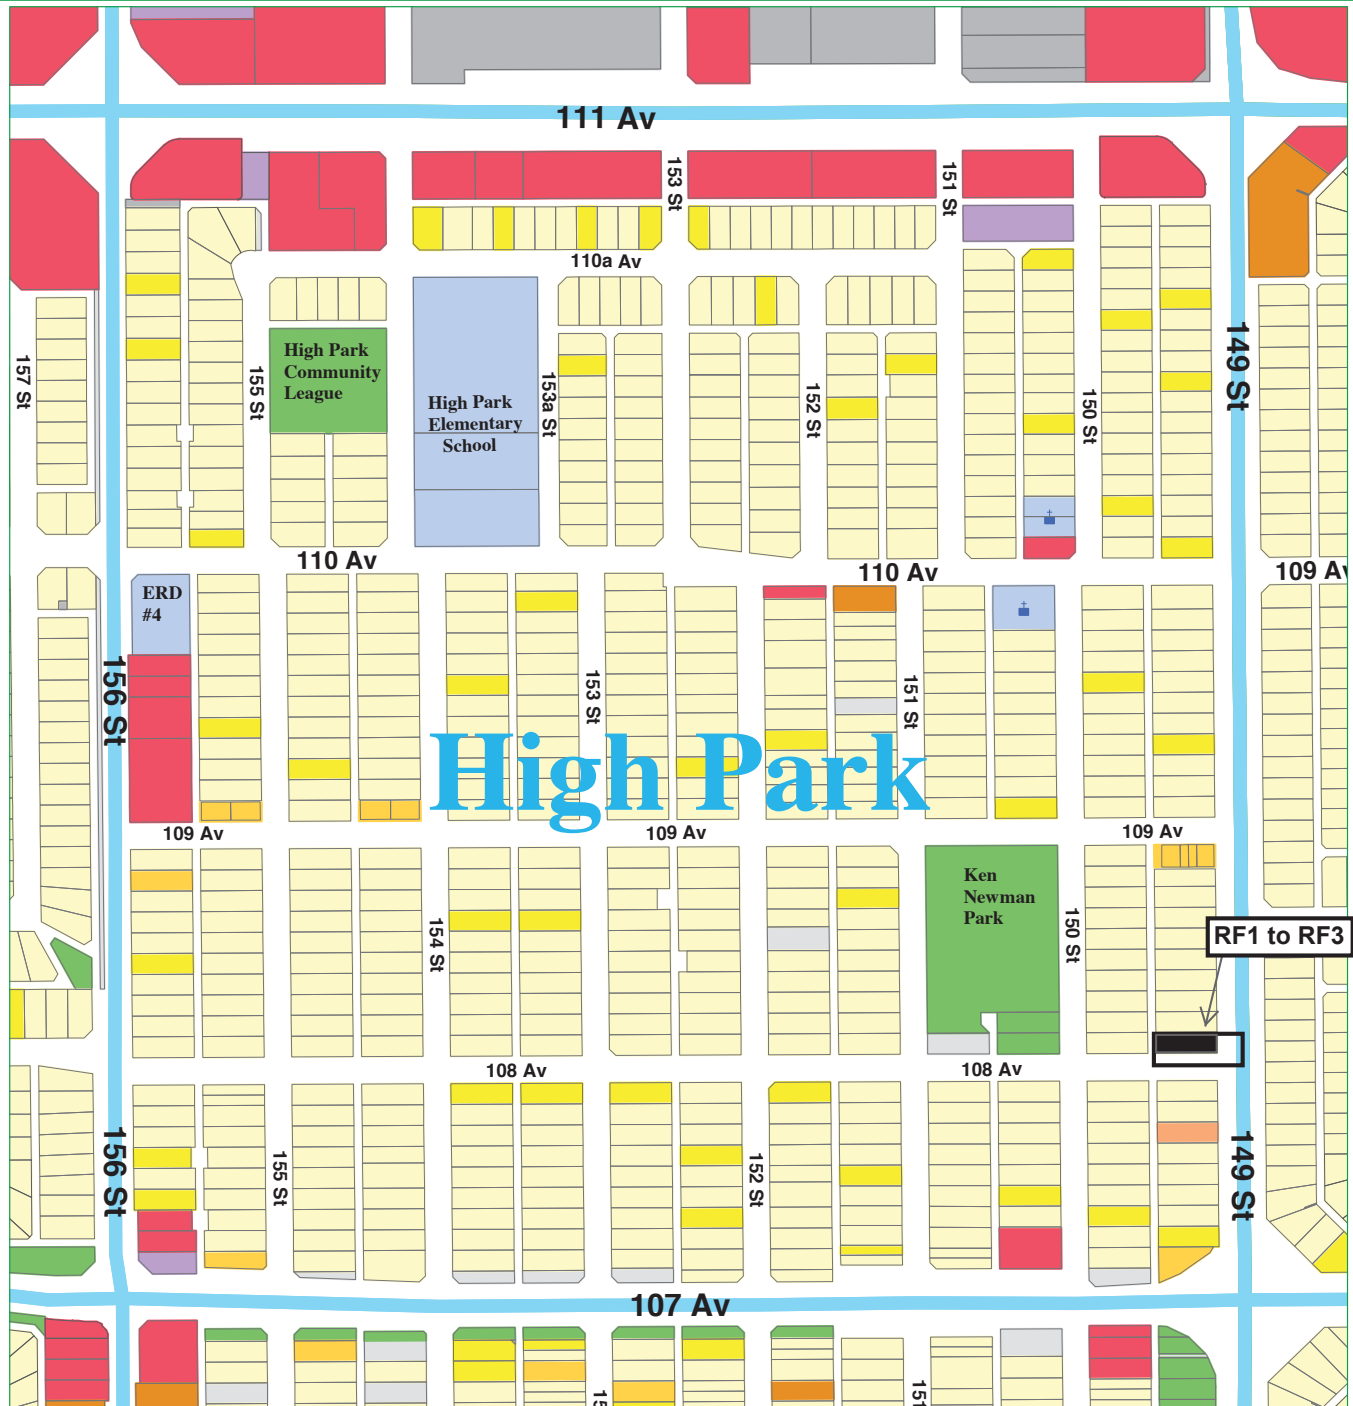 111 Av
153 St
151 St
110a Av
157 St
155 St
High Park
Community
League
High Park
Elementary
School
153a St
152 St
150 St
149 St
110 Av
110 Av
109 Av
ERD
#4
156 St
153 St
151 St
High Park
109 Av
109 Av
109 Av
Ken
Newman
Park
154 St
150 St
RF1 to RF3
108 Av
108 Av
156 St
155 St
152 St
149 St
107 Av
151